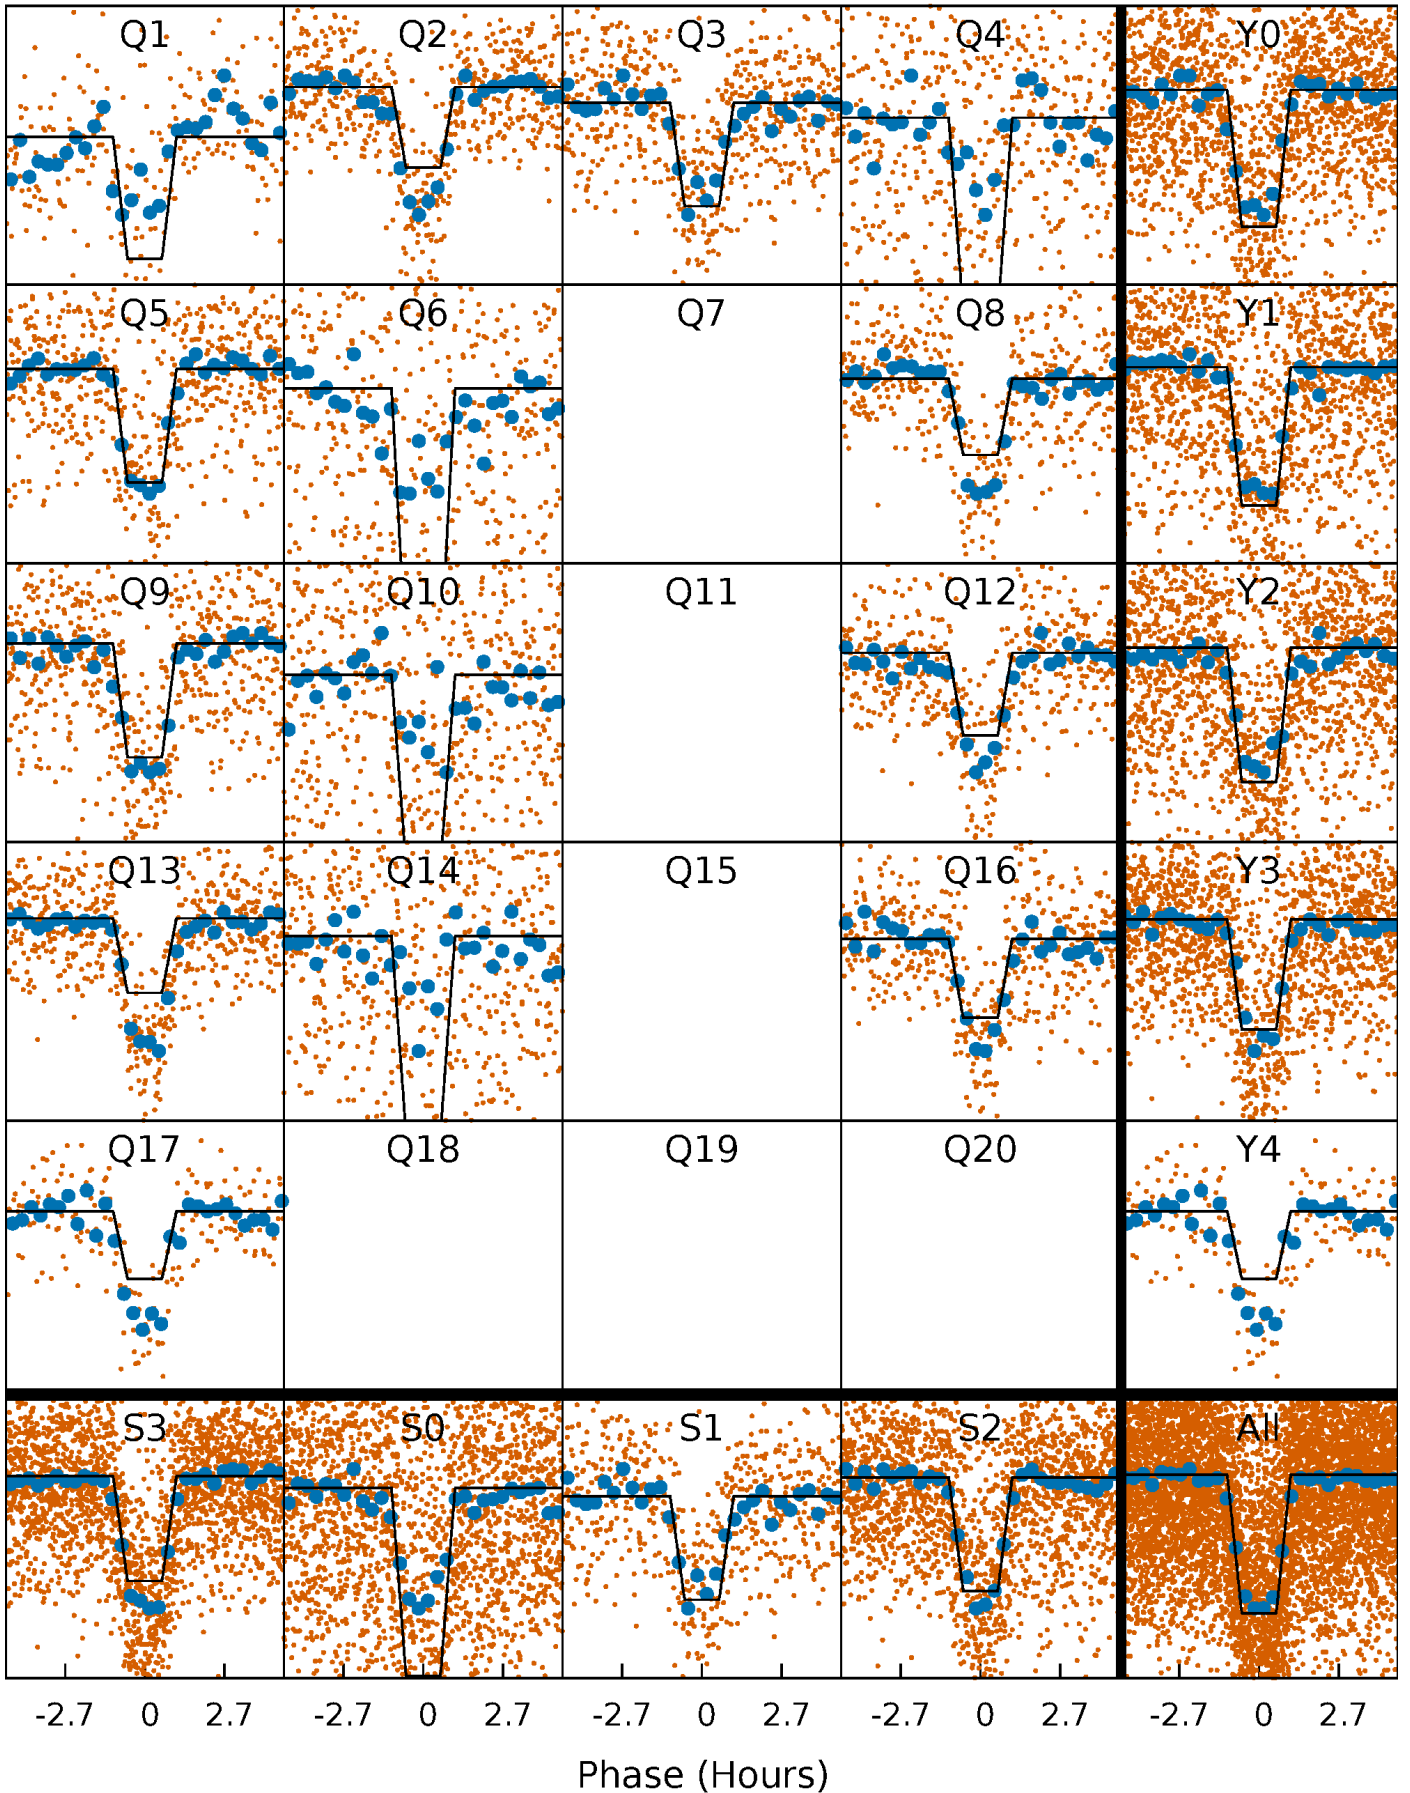 Q1 Q2 Q3 Q4 Y0
Q5 Q6 Q7 Q8 Y1
Q9 Q10 Q11 Q12 Y2
Q13 Q14 Q15 Q16 Y3
Q17 Q18 Q19 Q20 Y4
S3 S0 S1 S2 All
-2.7 0 2.7 -2.7 0 2.7 -2.7 0 2.7 -2.7 0 2.7 -2.7 0 2.7
Phase (Hours)